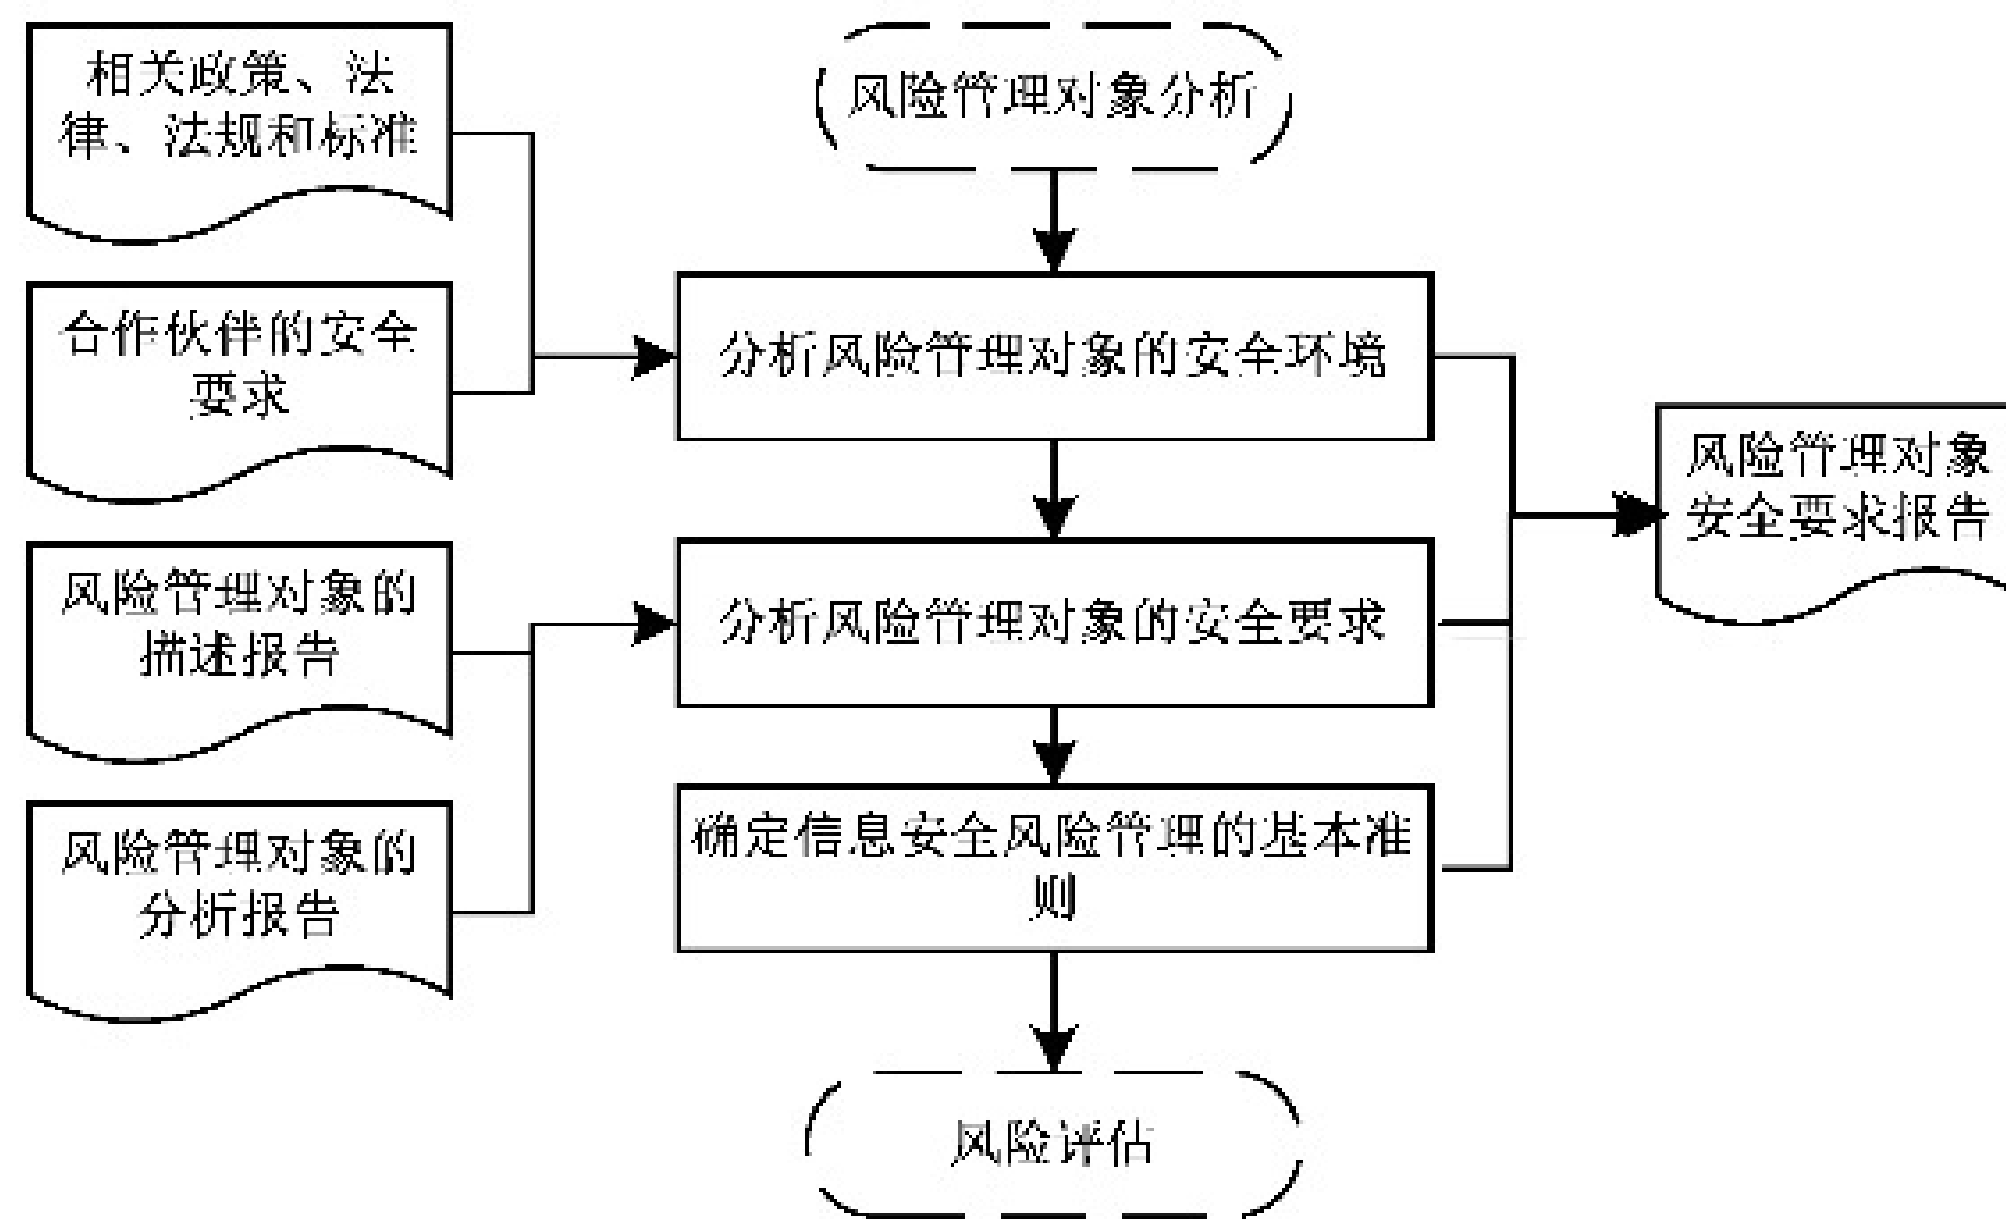 相关政策、法
律、法规和标准
合作伙伴的安全
要求
风险管理对象的
描述报告
风险管理对象的
分析报告
风险管理对象分析
分析风险管理对象的安全环境
分析风险管理对象的安全要求
确定信息安全风险管理的基本准
则
风险评估
风险管理对象
安全要求报告